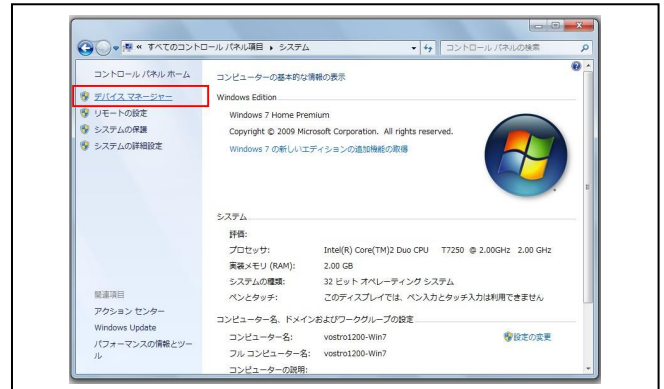 « すべてのコントロール パネル項目 ▸ システム
コントロール パネルの検索
コントロール パネル ホーム
デバイス マネージャー
リモートの設定
システムの保護
システムの詳細設定
関連項目
アクション センター
Windows Update
パフォーマンスの情報とツー
ル
コンピューターの基本的な情報の表示
Windows Edition
Windows 7 Home Premium
Copyright © 2009 Microsoft Corporation. All rights reserved.
Windows 7 の新しいエディションの追加機能の取得
システム
評価:
プロセッサ: Intel(R) Core(TM)2 Duo CPU T7250 @ 2.00GHz 2.00 GHz
実装メモリ (RAM): 2.00 GB
システムの種類: 32 ビット オペレーティング システム
ペンとタッチ: このディスプレイでは、ペン入力とタッチ入力は利用できません
コンピューター名、ドメインおよびワークグループの設定
コンピューター名: vostro1200-Win7 設定の変更
フル コンピューター名: vostro1200-Win7
コンピューターの説明: